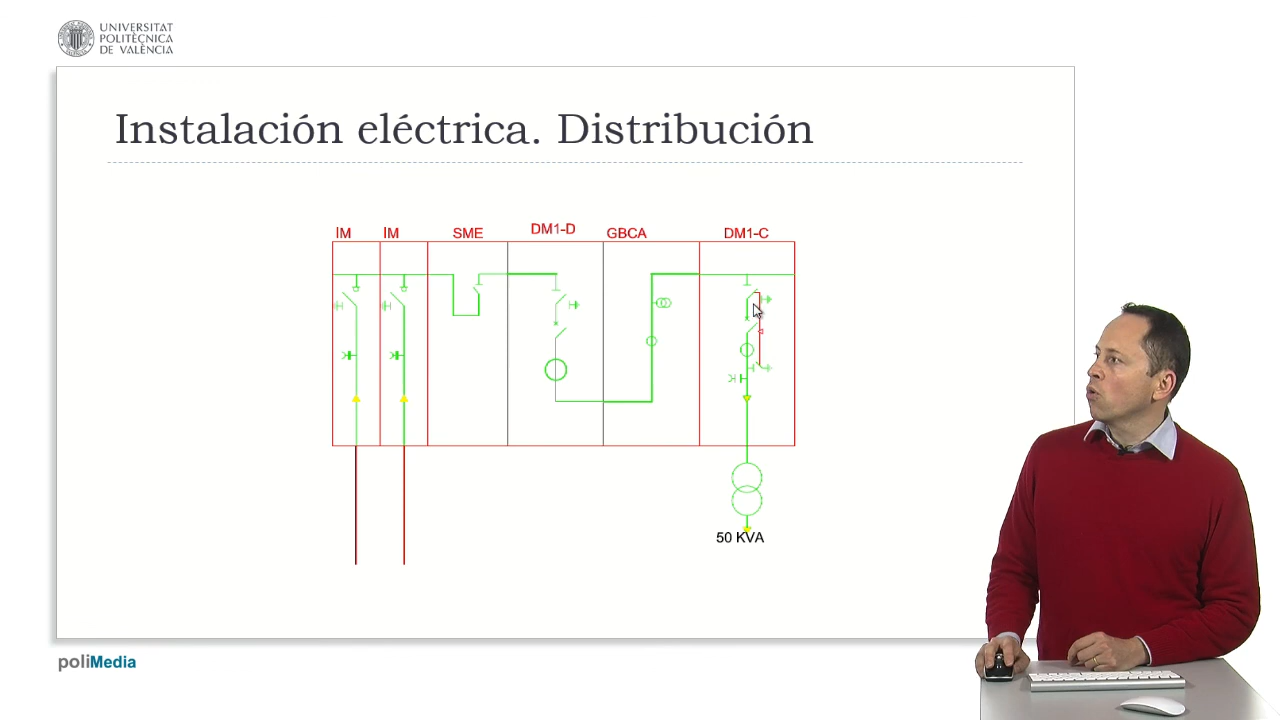 UNIVERSITAT
POLITÈCNICA
DE VALÈNCIA
Instalación eléctrica. Distribución
IM IM SME DM1-D GBCA DM1-C
50 KVA
poliMedia